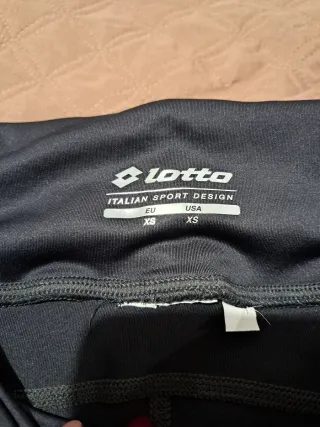 lotto
ITALIAN SPORT DESIGN
EU USA
XS XS